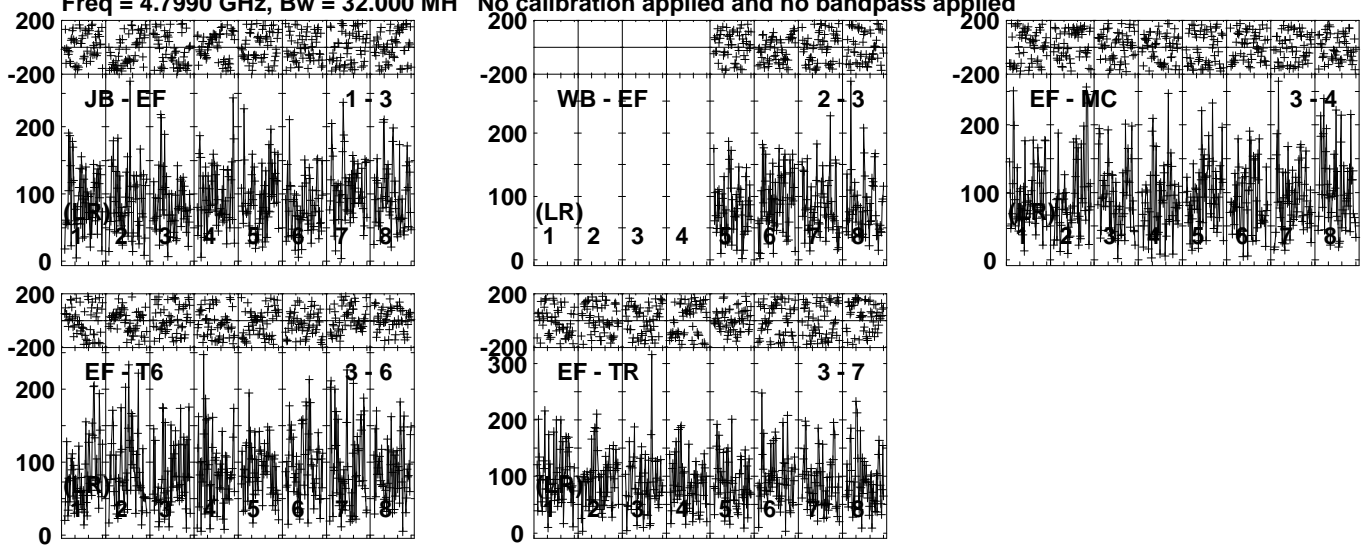 Freq = 4.7990 GHz, Bw = 32.000 MH No calibration applied and no bandpass applied
200
-200
JB - EF 1 - 3
200
100
(LR)
1 2 3 4 5 6 7 8
0
200
-200
WB - EF 2 - 3
200
100
(LR)
1 2 3 4 5 6 7 8
0
200
-200
EF - MC 3 - 4
200
100
(LR)
1 2 3 4 5 6 7 8
0
200
-200
EF - T6 3 - 6
200
100
(LR)
1 2 3 4 5 6 7 8
0
200
-200
300
EF - TR 3 - 7
200
100
(LR)
1 2 3 4 5 6 7 8
0